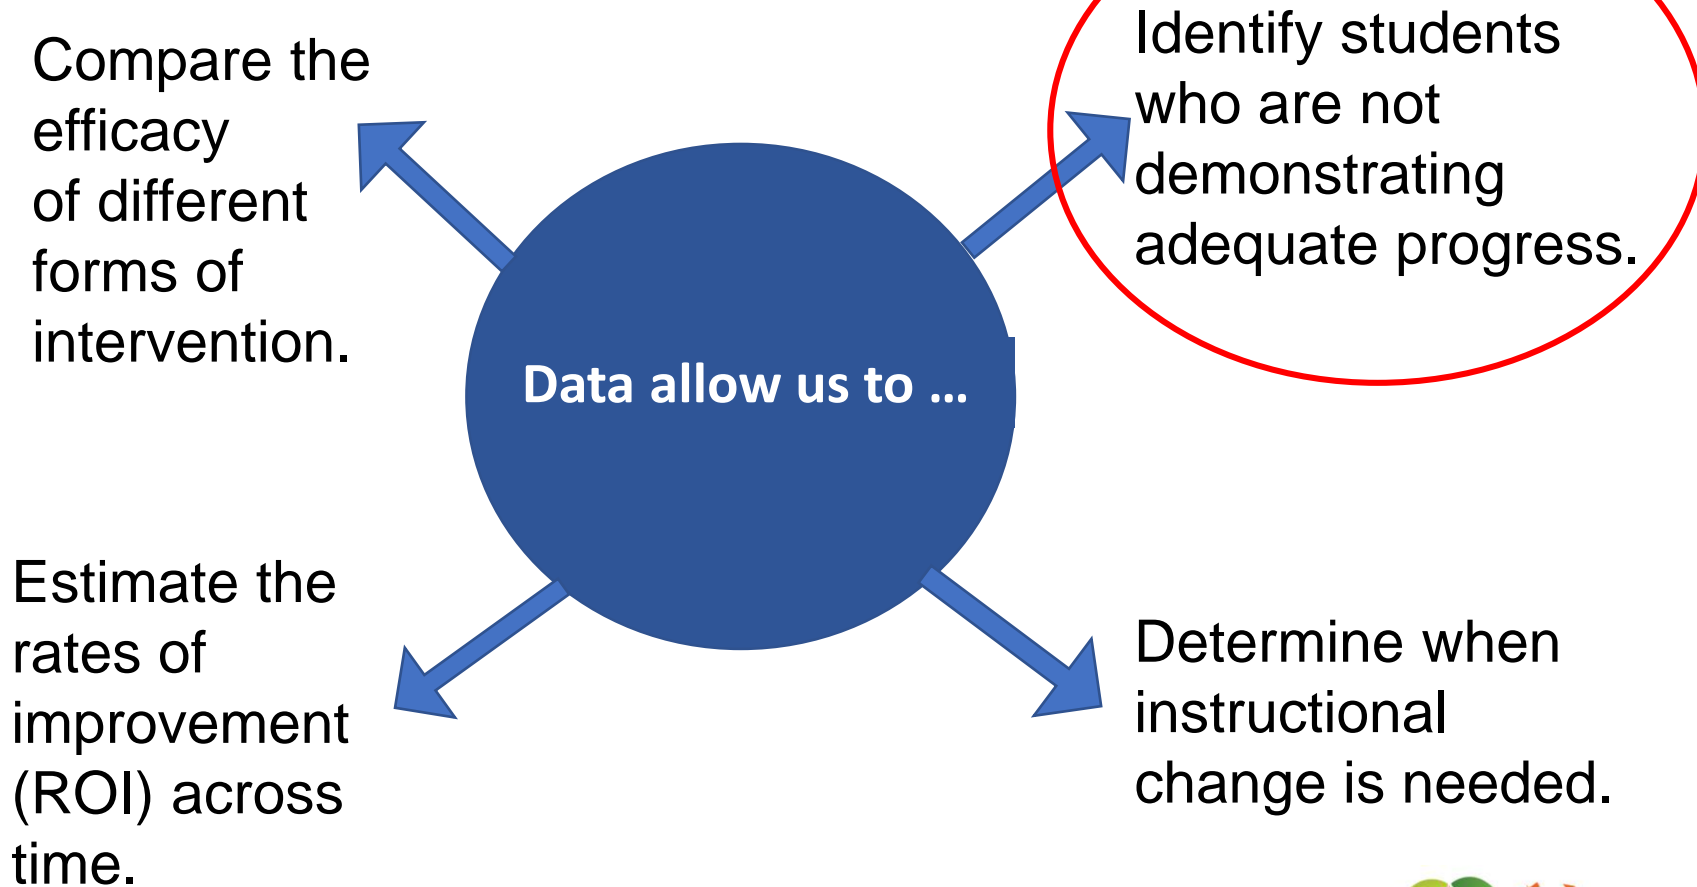 Compare the
efficacy
of different
forms of
intervention.
Identify students
who are not
demonstrating
adequate progress.
Data allow us to ...
Estimate the
rates of
improvement
(ROI) across
time.
Determine when
instructional
change is needed.